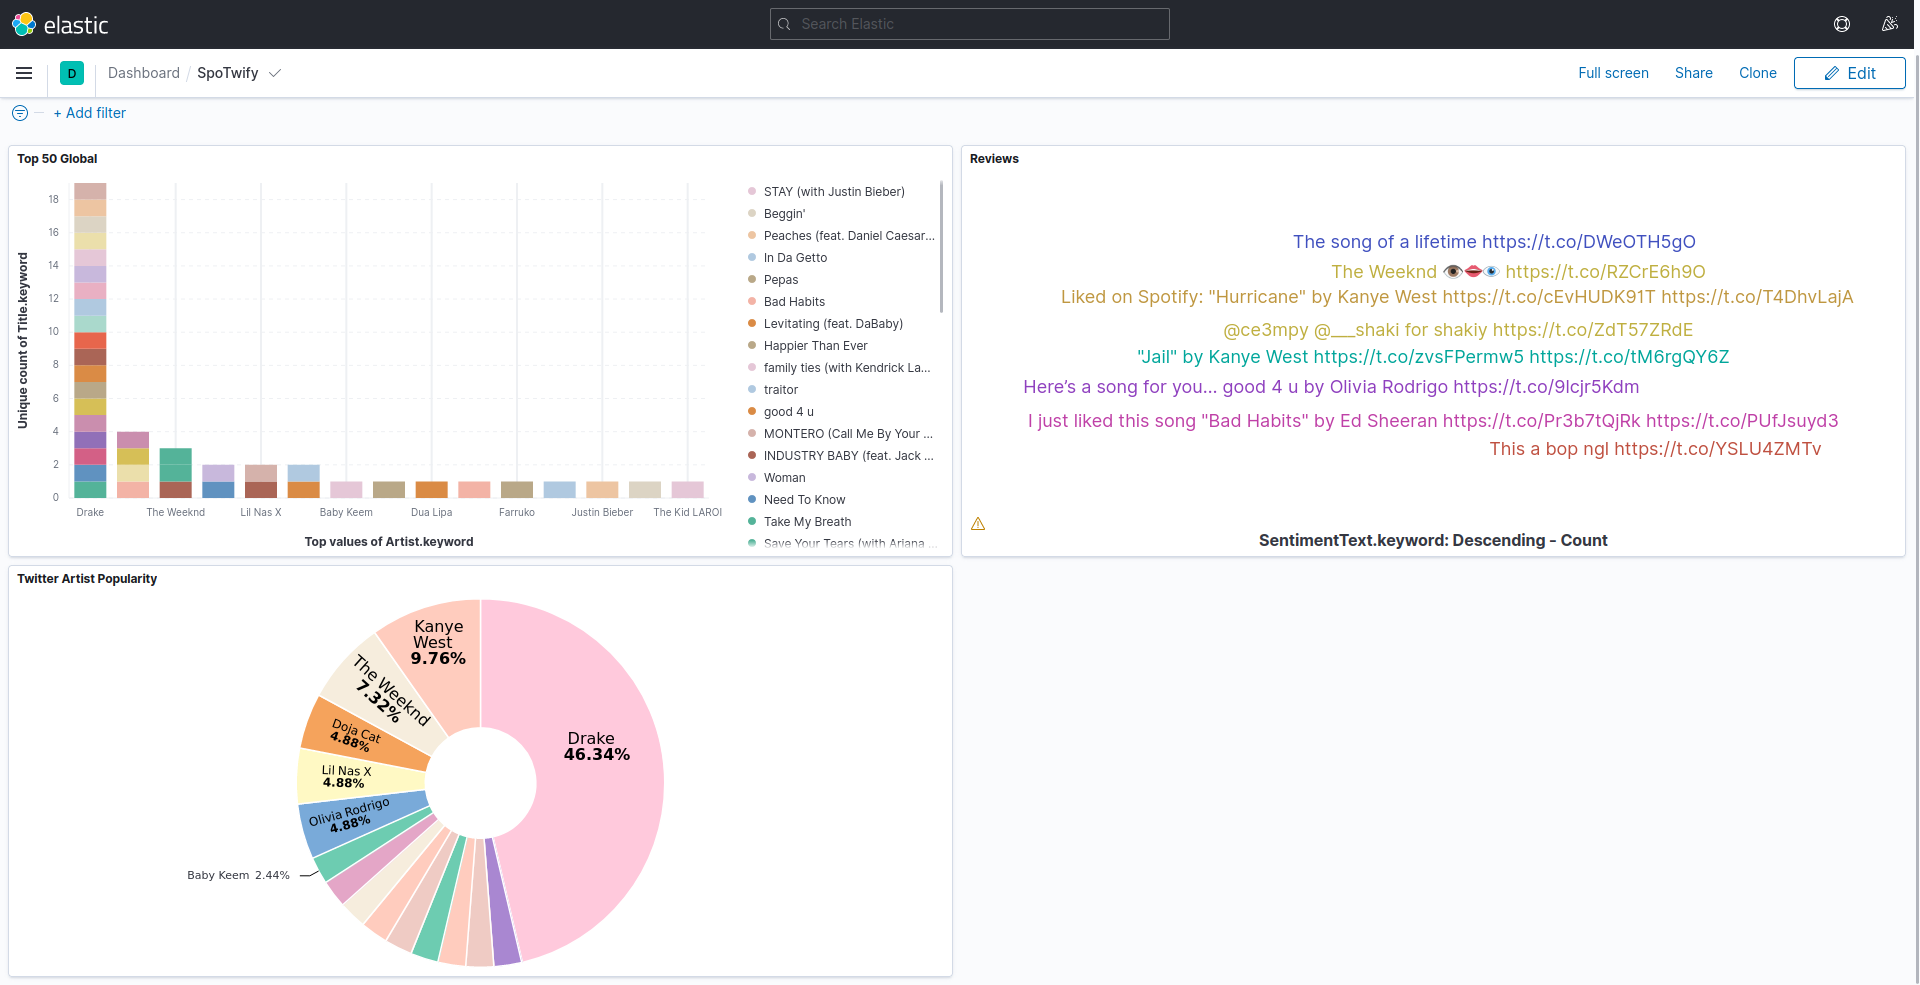 elastic
Search Elastic
D
Dashboard / SpoTwify
Full screen
Share
Clone
Edit
+ Add filter
Top 50 Global
Unique count of Title.keyword
18
16
14
12
10
8
6
4
2
0
Drake
The Weeknd
Lil Nas X
Baby Keem
Dua Lipa
Farruko
Justin Bieber
The Kid LAROI
Top values of Artist.keyword
STAY (with Justin Bieber)
Beggin'
Peaches (feat. Daniel Caesar...
In Da Getto
Pepas
Bad Habits
Levitating (feat. DaBaby)
Happier Than Ever
family ties (with Kendrick La...
traitor
good 4 u
MONTERO (Call Me By Your ...
INDUSTRY BABY (feat. Jack ...
Woman
Need To Know
Take My Breath
Save Your Tears (with Ariana ...
Reviews
The song of a lifetime https://t.co/DWeOTH5gO
The Weeknd 👁️👄👁️ https://t.co/RZCrE6h9O
Liked on Spotify: "Hurricane" by Kanye West https://t.co/cEvHUDK91T https://t.co/T4DhvLajA
@ce3mpy @___shaki for shakiy https://t.co/ZdT57ZRdE
"Jail" by Kanye West https://t.co/zvsFPermw5 https://t.co/tM6rgQY6Z
Here’s a song for you… good 4 u by Olivia Rodrigo https://t.co/9Icjr5Kdm
I just liked this song "Bad Habits" by Ed Sheeran https://t.co/Pr3b7tQjRk https://t.co/PUfJsuyd3
This a bop ngl https://t.co/YSLU4ZMTv
SentimentText.keyword: Descending - Count
Twitter Artist Popularity
Kanye
West
9.76%
The Weeknd
7.32%
Doja Cat
4.88%
Lil Nas X
4.88%
Olivia Rodrigo
4.88%
Baby Keem 2.44%
Drake
46.34%